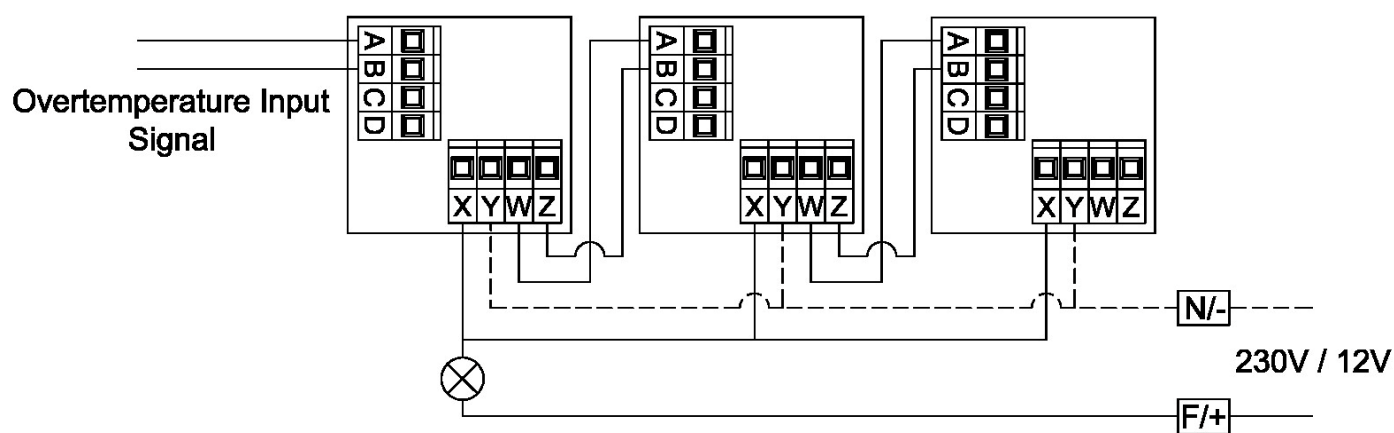 A
B
C
D
X Y W Z
A
B
C
D
X Y W Z
A
B
C
D
X Y W Z
Overtemperature Input
Signal
N/-
230V / 12V
F/+